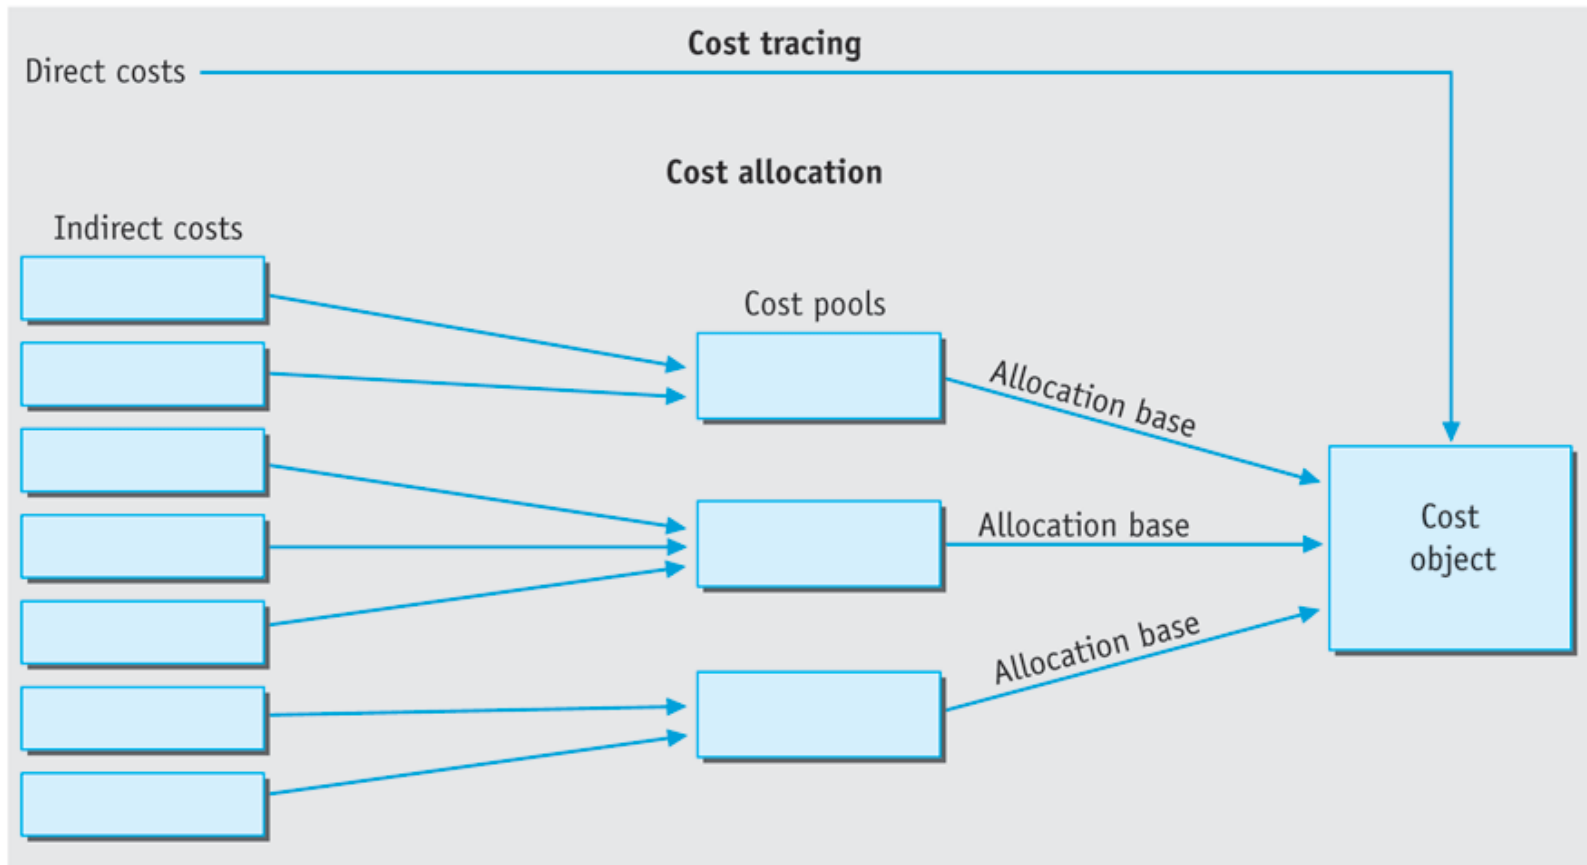 Cost tracing
Direct costs
Cost allocation
Indirect costs
Cost pools
Allocation base
Allocation base
Allocation base
Cost
object